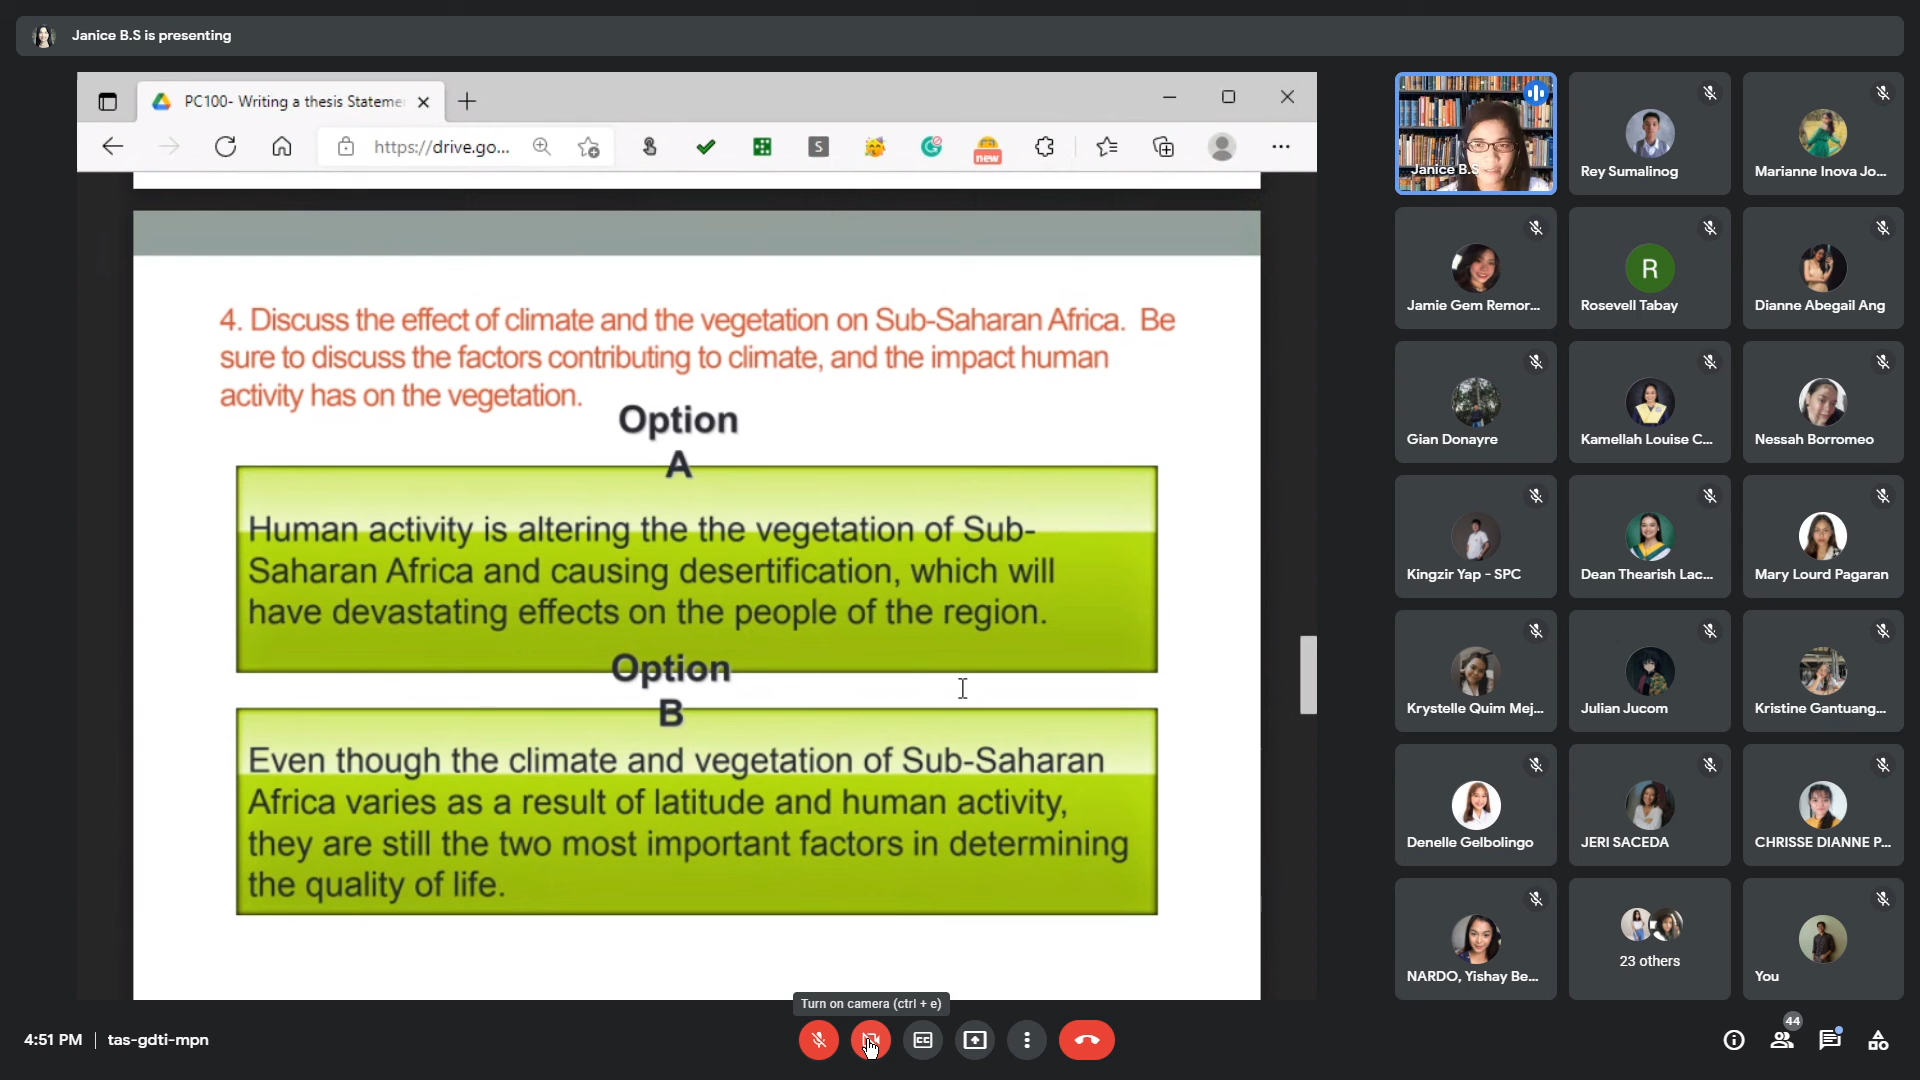 Janice B.S is presenting
PC100- Writing a thesis Stateme
https://drive.go...
S
new
4. Discuss the effect of climate and the vegetation on Sub-Saharan Africa. Be
sure to discuss the factors contributing to climate, and the impact human
activity has on the vegetation.
Option
A
Human activity is altering the the vegetation of Sub-
Saharan Africa and causing desertification, which will
have devastating effects on the people of the region.
Option
B
Even though the climate and vegetation of Sub-Saharan
Africa varies as a result of latitude and human activity,
they are still the two most important factors in determining
the quality of life.
Janice B.S
Rey Sumalinog
Marianne Inova Jo...
Jamie Gem Remor...
R
Rosevell Tabay
Dianne Abegail Ang
Gian Donayre
Kamellah Louise C...
Nessah Borromeo
Kingzir Yap - SPC
Dean Thearish Lac...
Mary Lourd Pagaran
Krystelle Quim Mej...
Julian Jucom
Kristine Gantuang...
Denelle Gelbolingo
JERI SACEDA
CHRISSE DIANNE P...
NARDO, Yishay Be...
23 others
You
Turn on camera (ctrl + e)
4:51 PM | tas-gdti-mpn
CC
44